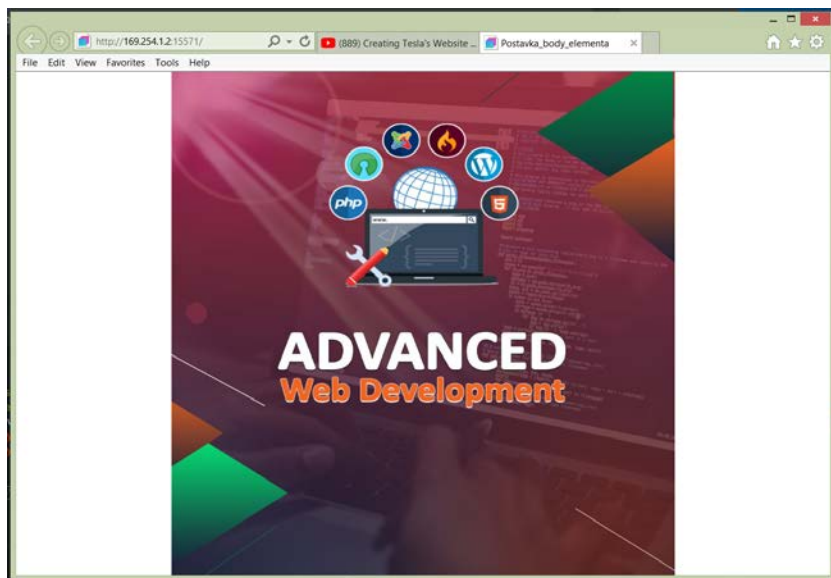 http://169.254.1.2:15571/
(889) Creating Tesla's Website ...
Postavka_body_elementa
File Edit View Favorites Tools Help
php
www.
</>
ADVANCED
Web Development